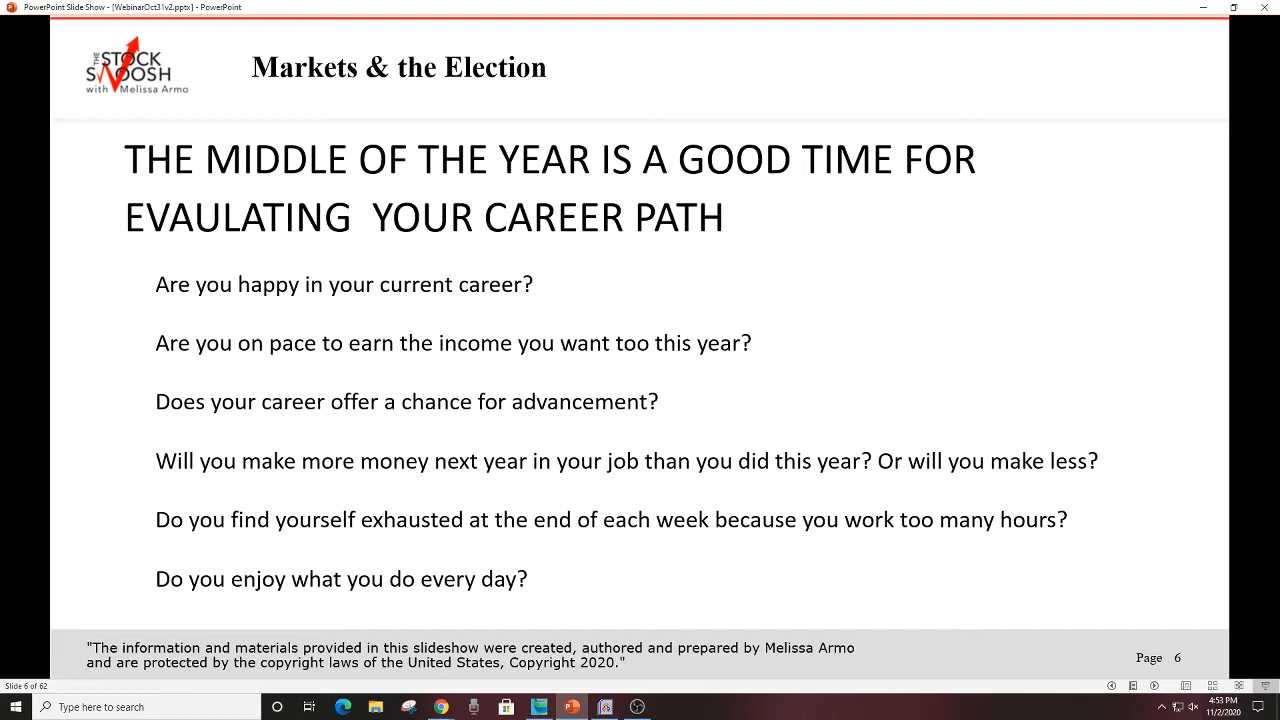 PowerPoint Slide Show - [WebinarOct31v2.pptx] - PowerPoint
THE STOCK
SWOOSH
with Melissa Armo
Markets & the Election
THE MIDDLE OF THE YEAR IS A GOOD TIME FOR
EVAULATING YOUR CAREER PATH
Are you happy in your current career?
Are you on pace to earn the income you want too this year?
Does your career offer a chance for advancement?
Will you make more money next year in your job than you did this year? Or will you make less?
Do you find yourself exhausted at the end of each week because you work too many hours?
Do you enjoy what you do every day?
"The information and materials provided in this slideshow were created, authored and prepared by Melissa Armo
and are protected by the copyright laws of the United States, Copyright 2020."
Page 6
Slide 6 of 62
Type here to search
4:53 PM
11/2/2020